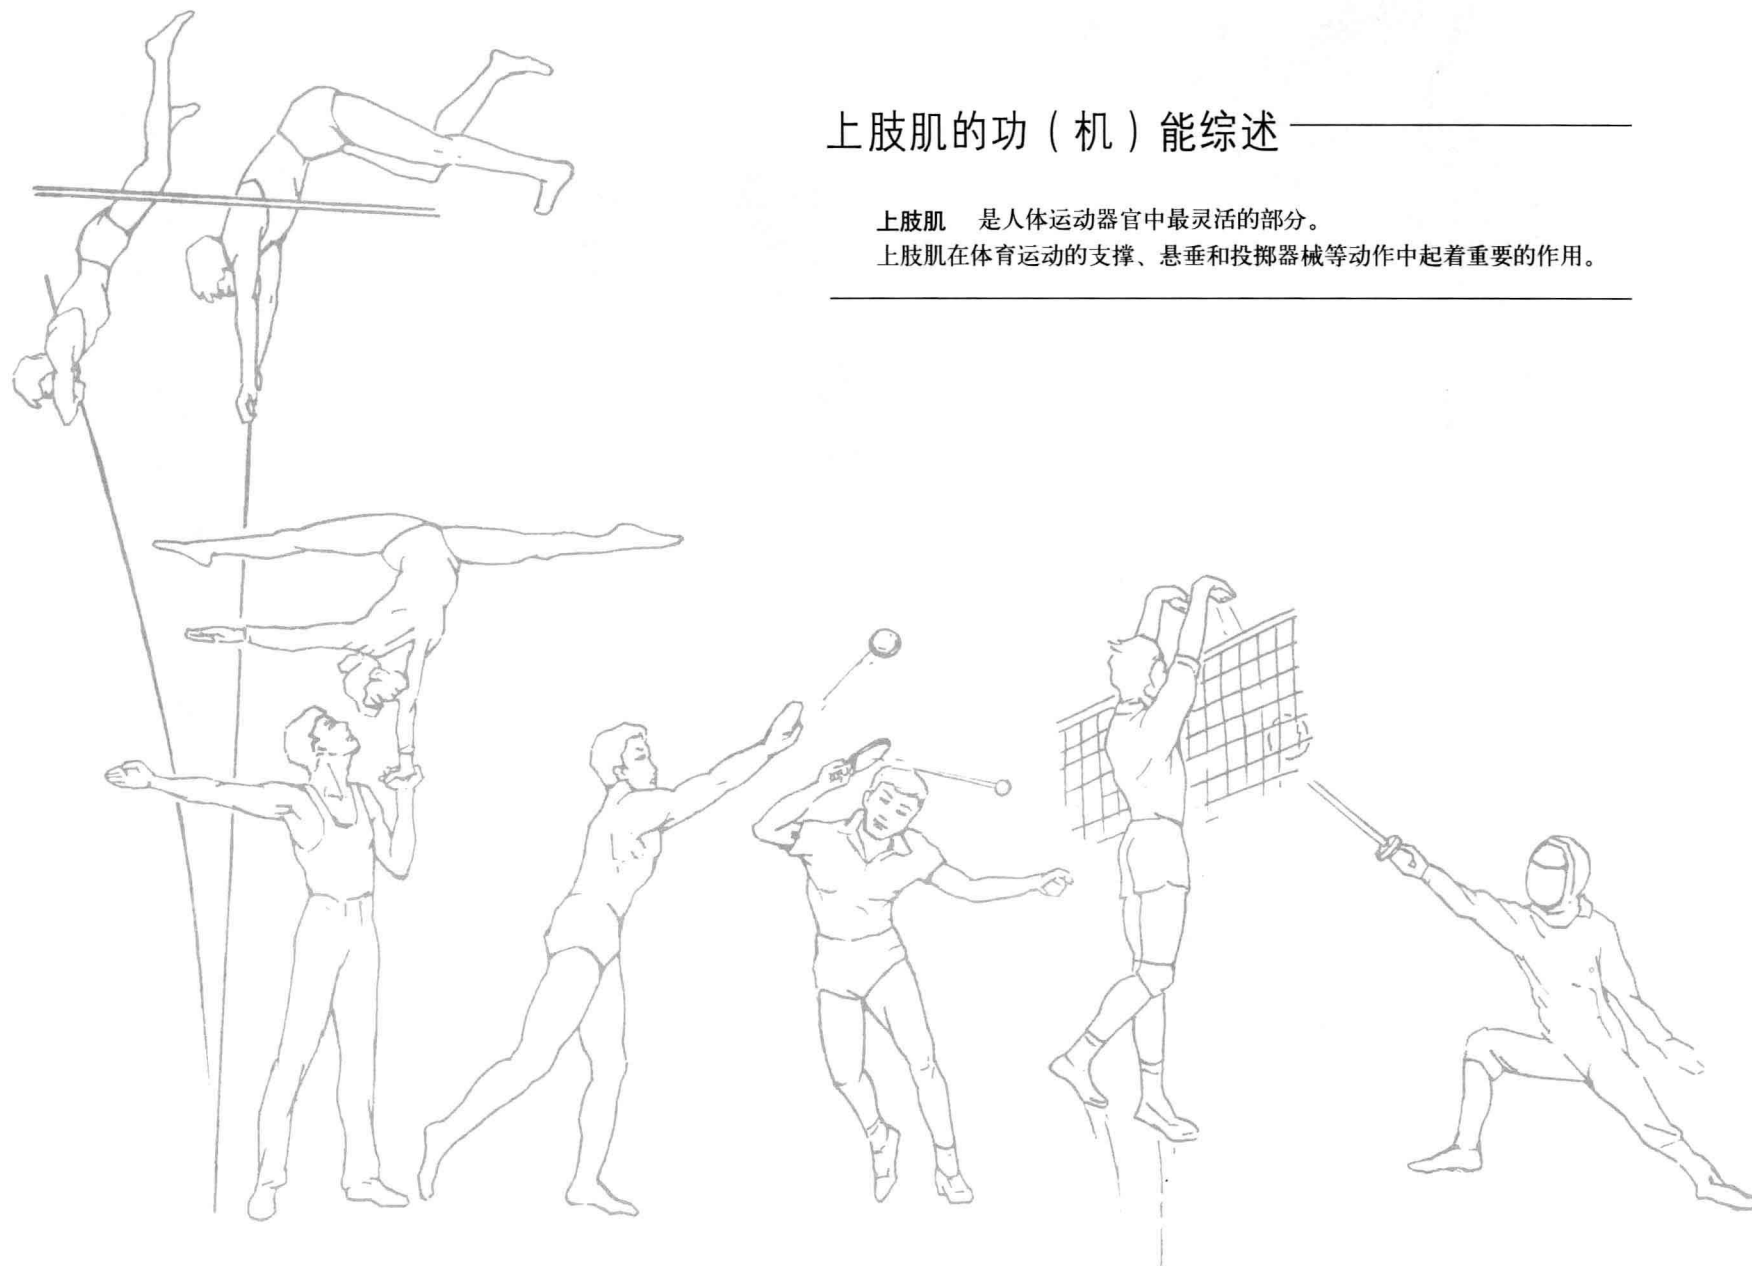 上肢肌的功（机）能综述
上肢肌　是人体运动器官中最灵活的部分。
上肢肌在体育运动的支撑、悬垂和投掷器械等动作中起着重要的作用。